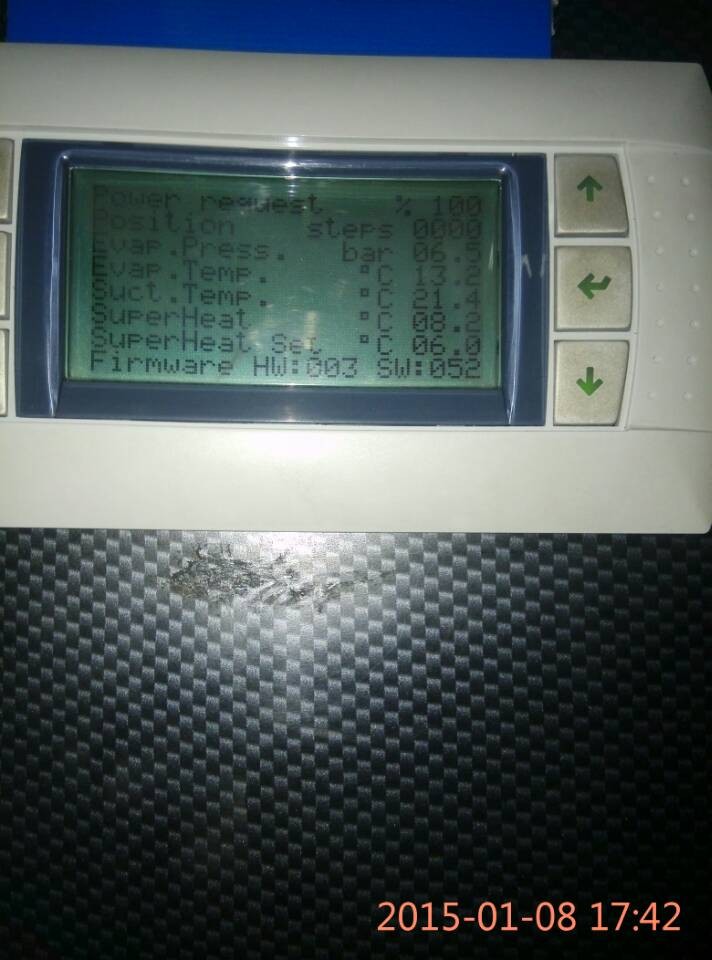 Power request % 100
Position steps 0000
Evap.Press. bar 06.5
Evap.Temp. °C 13.2
Suct.Temp. °C 21.4
SuperHeat °C 08.2
SuperHeat Set °C 06.0
Firmware HW:003 SW:052
2015-01-08 17:42